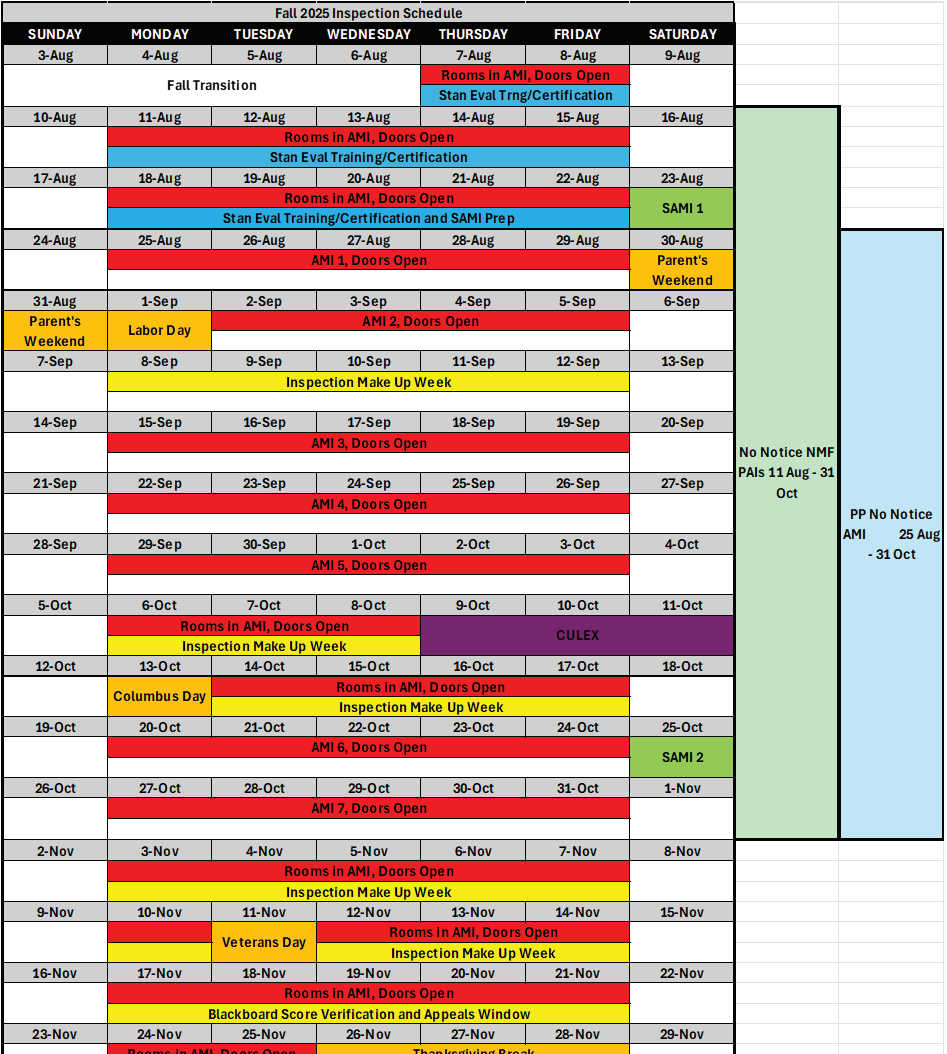 Fall 2025 Inspection Schedule
SUNDAY MONDAY TUESDAY WEDNESDAY THURSDAY FRIDAY SATURDAY
3-Aug 4-Aug 5-Aug 6-Aug 7-Aug 8-Aug 9-Aug
Fall Transition
Rooms in AMI, Doors Open
Stan Eval Trng/Certification
10-Aug 11-Aug 12-Aug 13-Aug 14-Aug 15-Aug 16-Aug
Rooms in AMI, Doors Open
Stan Eval Training/Certification
17-Aug 18-Aug 19-Aug 20-Aug 21-Aug 22-Aug 23-Aug
Rooms in AMI, Doors Open
Stan Eval Training/Certification and SAMI Prep
SAMI 1
24-Aug 25-Aug 26-Aug 27-Aug 28-Aug 29-Aug 30-Aug
AMI 1, Doors Open
Parent's
Weekend
31-Aug 1-Sep 2-Sep 3-Sep 4-Sep 5-Sep 6-Sep
Parent's
Weekend
Labor Day
AMI 2, Doors Open
7-Sep 8-Sep 9-Sep 10-Sep 11-Sep 12-Sep 13-Sep
Inspection Make Up Week
14-Sep 15-Sep 16-Sep 17-Sep 18-Sep 19-Sep 20-Sep
AMI 3, Doors Open
21-Sep 22-Sep 23-Sep 24-Sep 25-Sep 26-Sep 27-Sep
AMI 4, Doors Open
28-Sep 29-Sep 30-Sep 1-Oct 2-Oct 3-Oct 4-Oct
AMI 5, Doors Open
5-Oct 6-Oct 7-Oct 8-Oct 9-Oct 10-Oct 11-Oct
Rooms in AMI, Doors Open
Inspection Make Up Week
CULEX
12-Oct 13-Oct 14-Oct 15-Oct 16-Oct 17-Oct 18-Oct
Columbus Day
Rooms in AMI, Doors Open
Inspection Make Up Week
19-Oct 20-Oct 21-Oct 22-Oct 23-Oct 24-Oct 25-Oct
AMI 6, Doors Open
SAMI 2
26-Oct 27-Oct 28-Oct 29-Oct 30-Oct 31-Oct 1-Nov
AMI 7, Doors Open
2-Nov 3-Nov 4-Nov 5-Nov 6-Nov 7-Nov 8-Nov
Rooms in AMI, Doors Open
Inspection Make Up Week
9-Nov 10-Nov 11-Nov 12-Nov 13-Nov 14-Nov 15-Nov
Veterans Day
Rooms in AMI, Doors Open
Inspection Make Up Week
16-Nov 17-Nov 18-Nov 19-Nov 20-Nov 21-Nov 22-Nov
Rooms in AMI, Doors Open
Blackboard Score Verification and Appeals Window
23-Nov 24-Nov 25-Nov 26-Nov 27-Nov 28-Nov 29-Nov
Rooms in AMI, Doors Open
Thanksgiving Break
No Notice NMF
PAIs 11 Aug - 31
Oct
PP No Notice
AMI 25 Aug
- 31 Oct